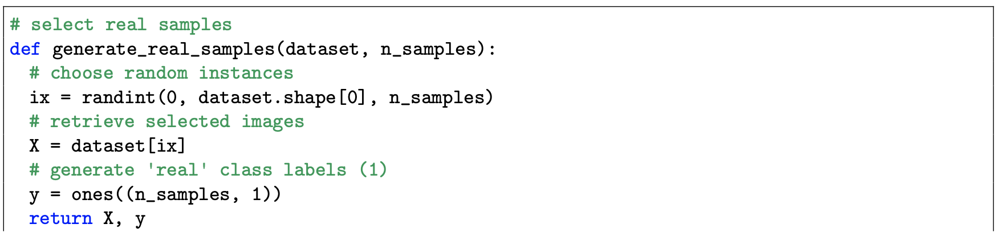 # select real samples
def generate_real_samples(dataset, n_samples):
  # choose random instances
  ix = randint(0, dataset.shape[0], n_samples)
  # retrieve selected images
  X = dataset[ix]
  # generate 'real' class labels (1)
  y = ones((n_samples, 1))
  return X, y